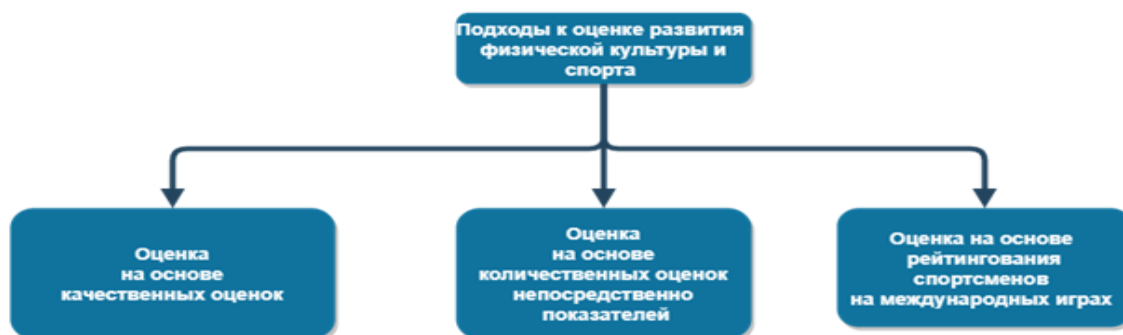 Подходы к оценке развития
физической культуры и
спорта
Оценка
на основе
качественных оценок
Оценка
на основе
количественных оценок
непосредственно
показателей
Оценка на основе
рейтингования
спортсменов
на международных играх